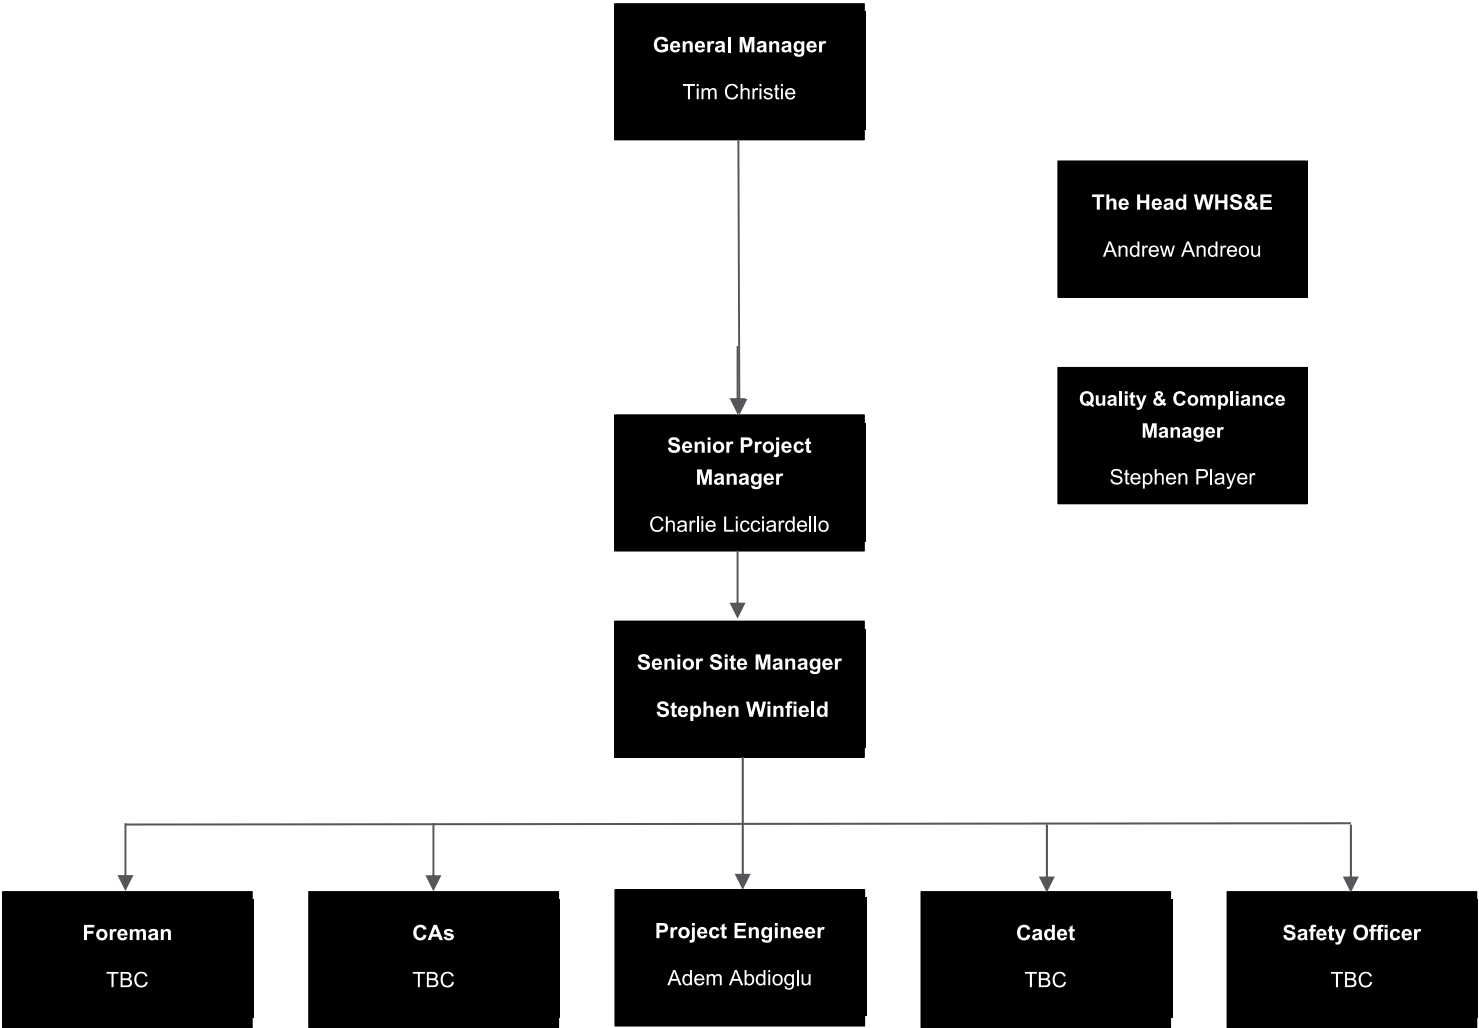 General Manager
Tim Christie
The Head WHS&E
Andrew Andreou
Quality & Compliance
Manager
Stephen Player
Senior Project
Manager
Charlie Licciardello
Senior Site Manager
Stephen Winfield
Foreman
TBC
CAs
TBC
Project Engineer
Adem Abdioglu
Cadet
TBC
Safety Officer
TBC